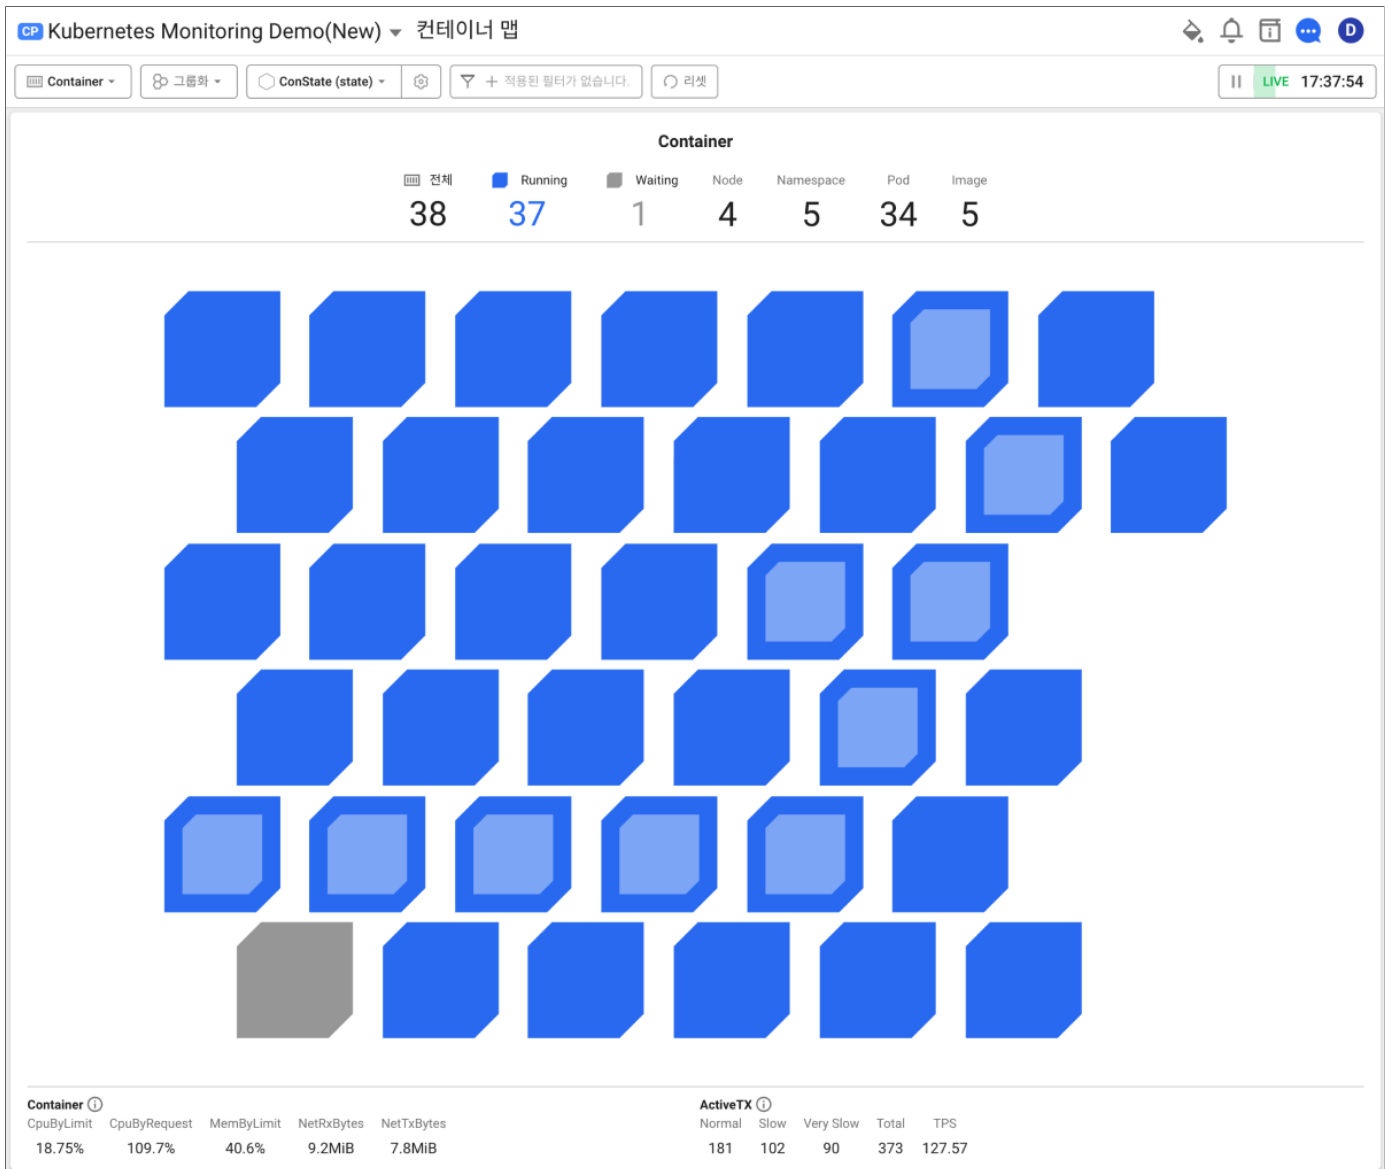 CP Kubernetes Monitoring Demo(New) 컨테이너 맵 D
Container 그룹화 ConState (state) 적용된 필터가 없습니다. 리셋 LIVE 17:37:54
Container
전체 Running Waiting Node Namespace Pod Image
38 37 1 4 5 34 5
Container ActiveTX
CpuByLimit CpuByRequest MemByLimit NetRxBytes NetTxBytes Normal Slow Very Slow Total TPS
18.75% 109.7% 40.6% 9.2MiB 7.8MiB 181 102 90 373 127.57